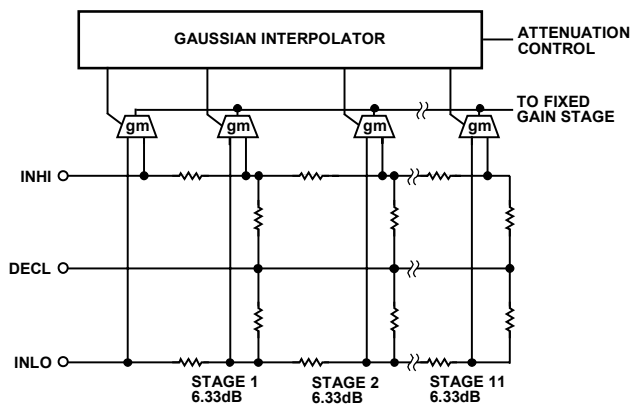 GAUSSIAN INTERPOLATOR
ATTENUATION
CONTROL
TO FIXED
GAIN STAGE
gm
gm
gm
gm
INHI
DECL
INLO
STAGE 1
6.33dB
STAGE 2
6.33dB
STAGE 11
6.33dB